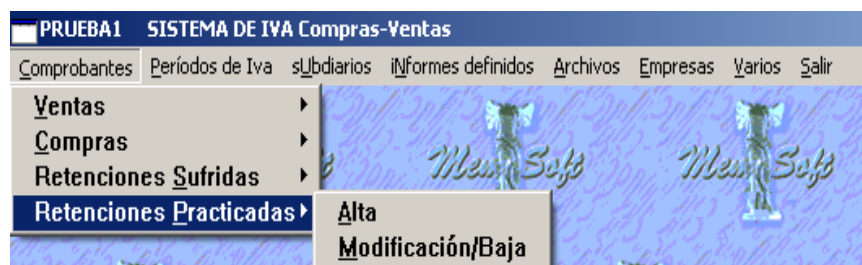 PRUEBA1 SISTEMA DE IVA Compras-Ventas
Comprobantes Períodos de Iva sUbdiarios iNformes definidos Archivos Empresas Varios Salir
Ventas
Compras
Retenciones Sufridas
Retenciones Practicadas
Alta
Modificación/Baja